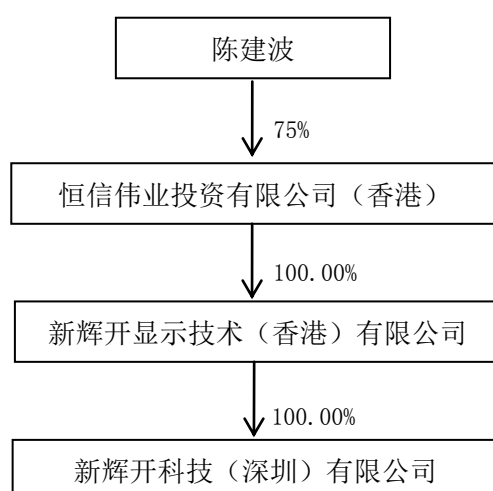 陈建波
75%
恒信伟业投资有限公司（香港）
100.00%
新辉开显示技术（香港）有限公司
100.00%
新辉开科技（深圳）有限公司